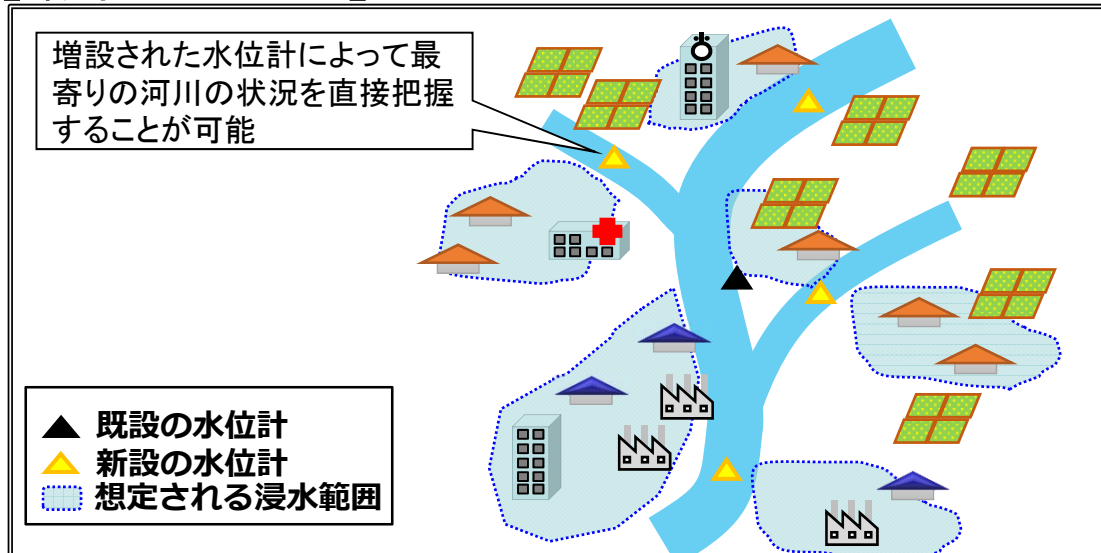 増設された水位計によって最
寄りの河川の状況を直接把握
することが可能
既設の水位計
新設の水位計
想定される浸水範囲